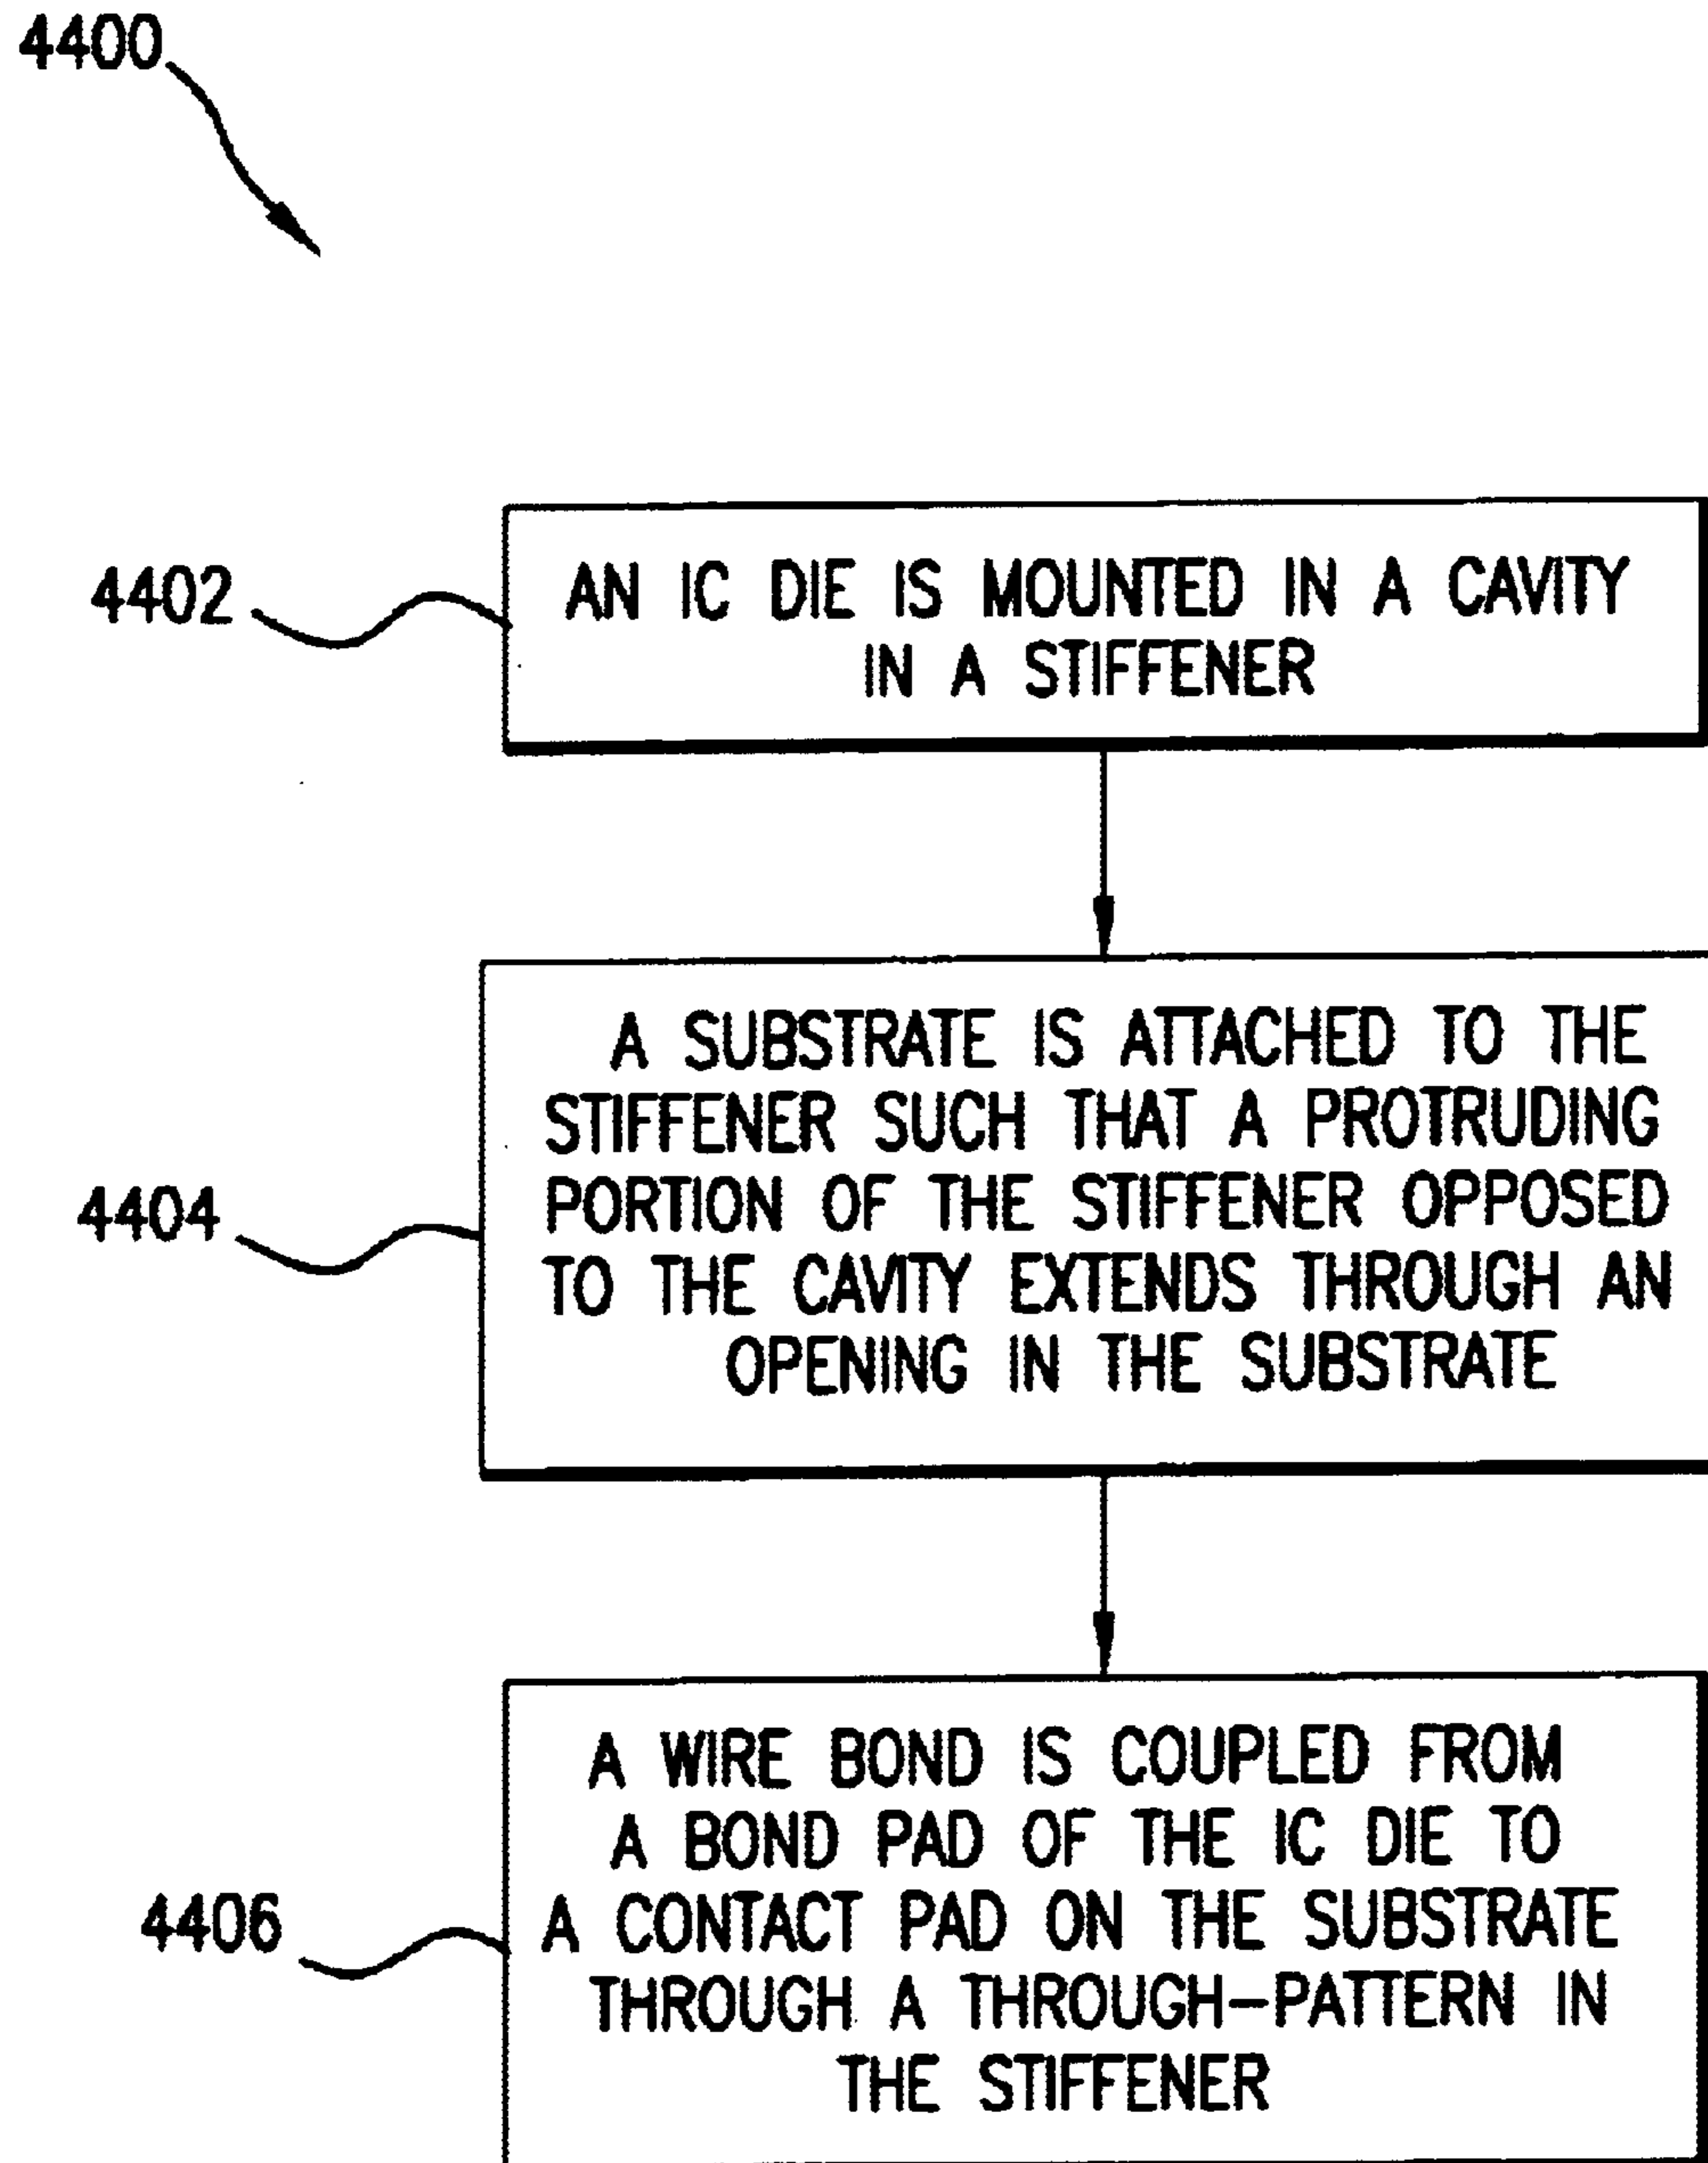 4400
4402
AN IC DIE IS MOUNTED IN A CAVITY
IN A STIFFENER
4404
A SUBSTRATE IS ATTACHED TO THE
STIFFENER SUCH THAT A PROTRUDING
PORTION OF THE STIFFENER OPPOSED
TO THE CAVITY EXTENDS THROUGH AN
OPENING IN THE SUBSTRATE
4406
A WIRE BOND IS COUPLED FROM
A BOND PAD OF THE IC DIE TO
A CONTACT PAD ON THE SUBSTRATE
THROUGH A THROUGH-PATTERN IN
THE STIFFENER